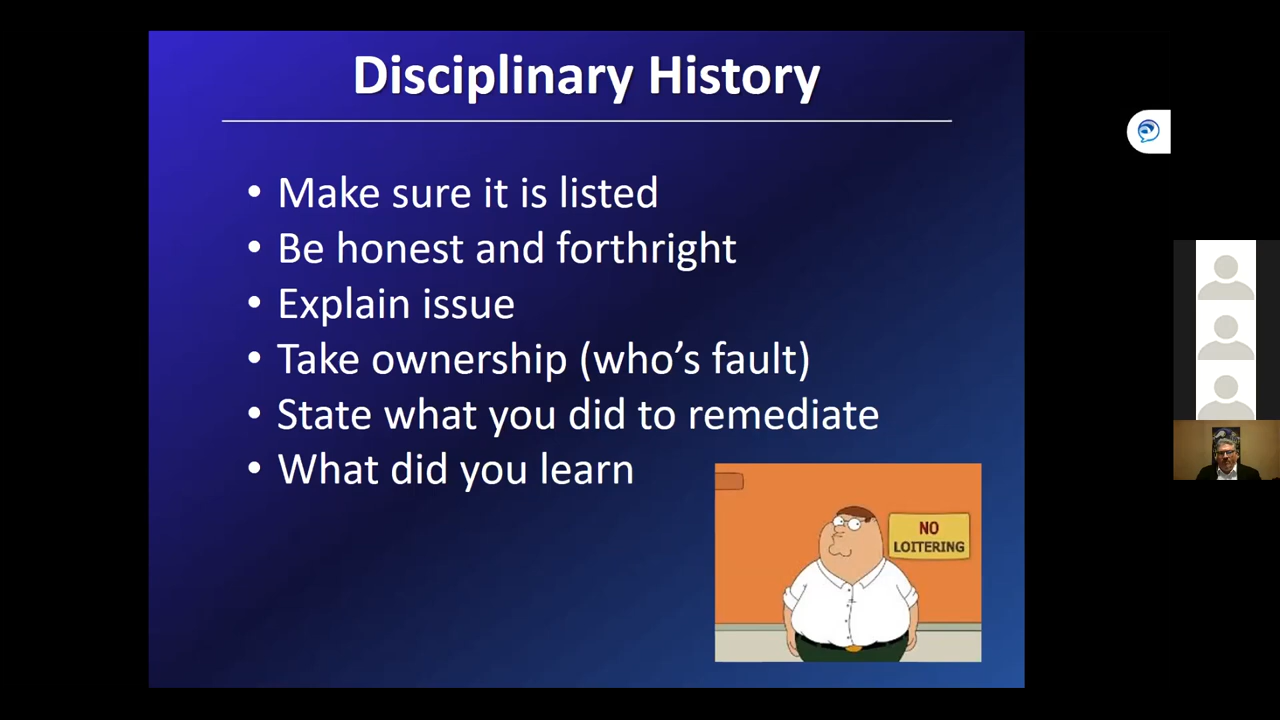 Disciplinary History
• Make sure it is listed
• Be honest and forthright
• Explain issue
• Take ownership (who’s fault)
• State what you did to remediate
• What did you learn
NO
LOITERING